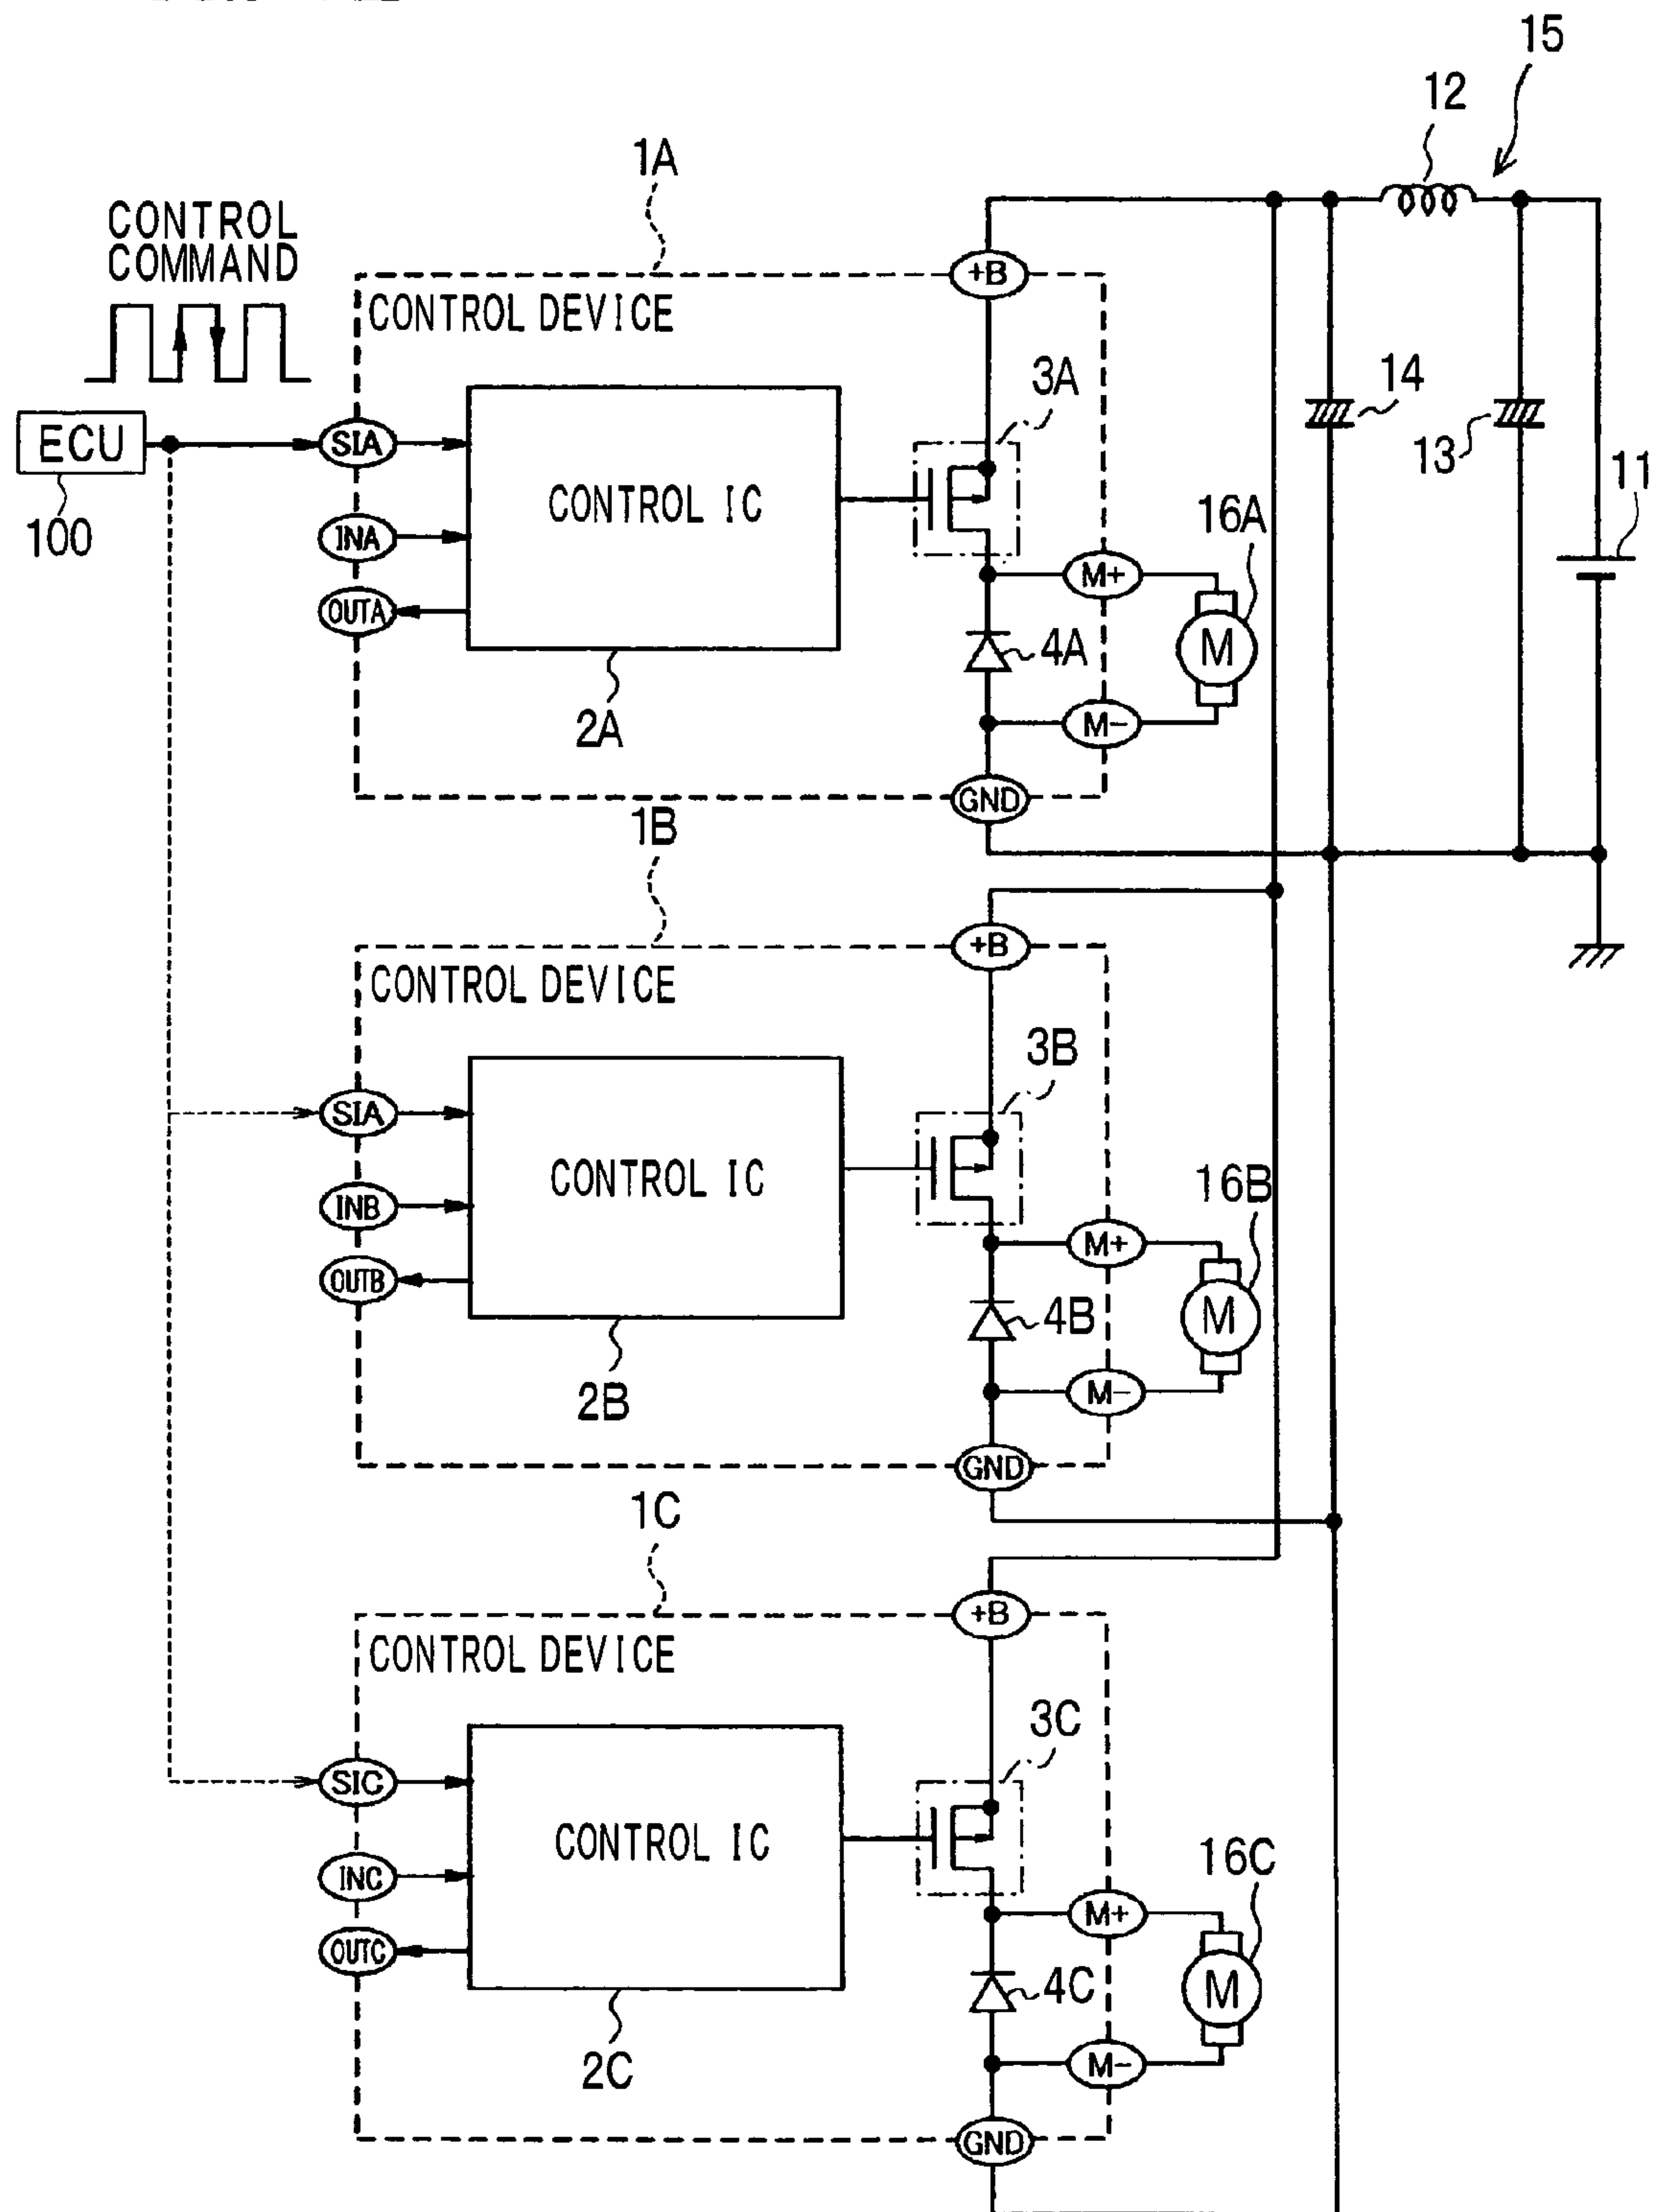 15
12
1A
CONTROL
COMMAND
+B
CONTROL DEVICE
3A
14
13
11
ECU
SIA
CONTROL IC
16A
100
INA
M+
OUTA
4A
M
2A
M-
GND
1B
+B
CONTROL DEVICE
3B
SIA
CONTROL IC
16B
INB
M+
OUTB
4B
M
2B
M-
GND
1C
+B
CONTROL DEVICE
3C
SIC
CONTROL IC
16C
INC
M+
OUTC
4C
M
2C
M-
GND